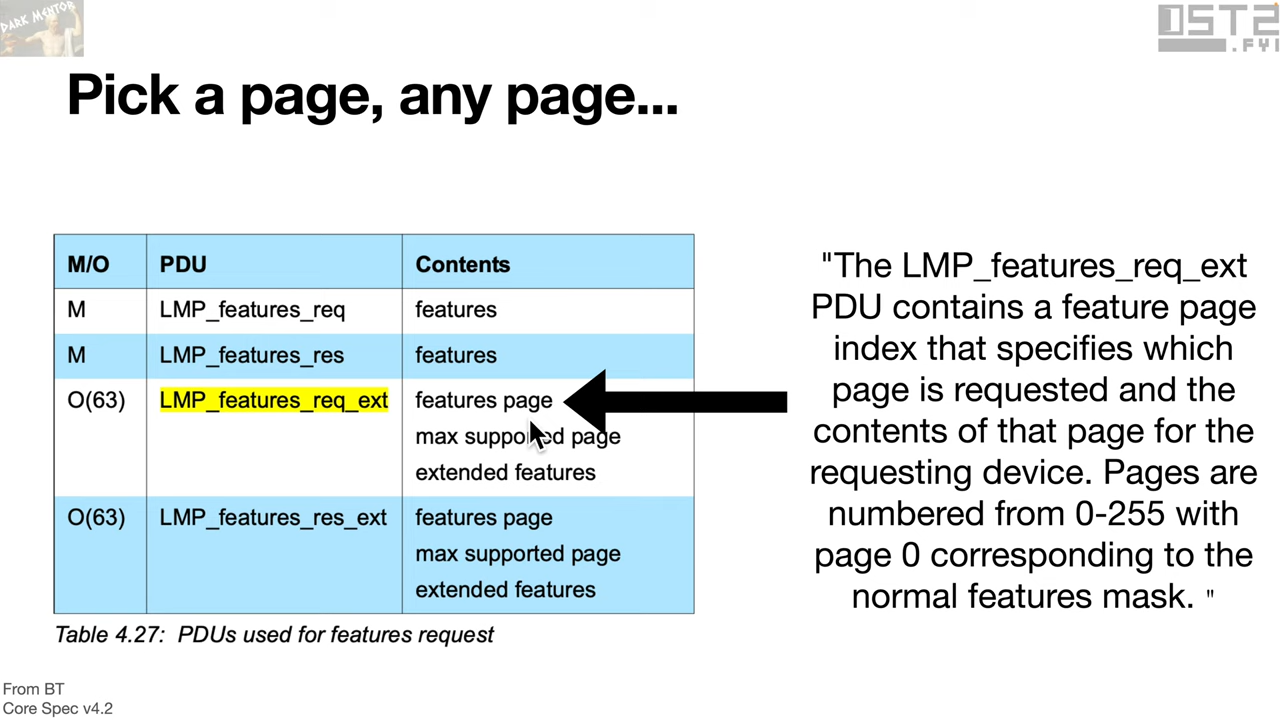 DARK MENTOR
OST2
.FYI
Pick a page, any page...
M/O PDU Contents
M LMP_features_req features
M LMP_features_res features
O(63) LMP_features_req_ext features page
max supported page
extended features
O(63) LMP_features_res_ext features page
max supported page
extended features
Table 4.27: PDUs used for features request
"The LMP_features_req_ext
PDU contains a feature page
index that specifies which
page is requested and the
contents of that page for the
requesting device. Pages are
numbered from 0-255 with
page 0 corresponding to the
normal features mask. "
From BT
Core Spec v4.2